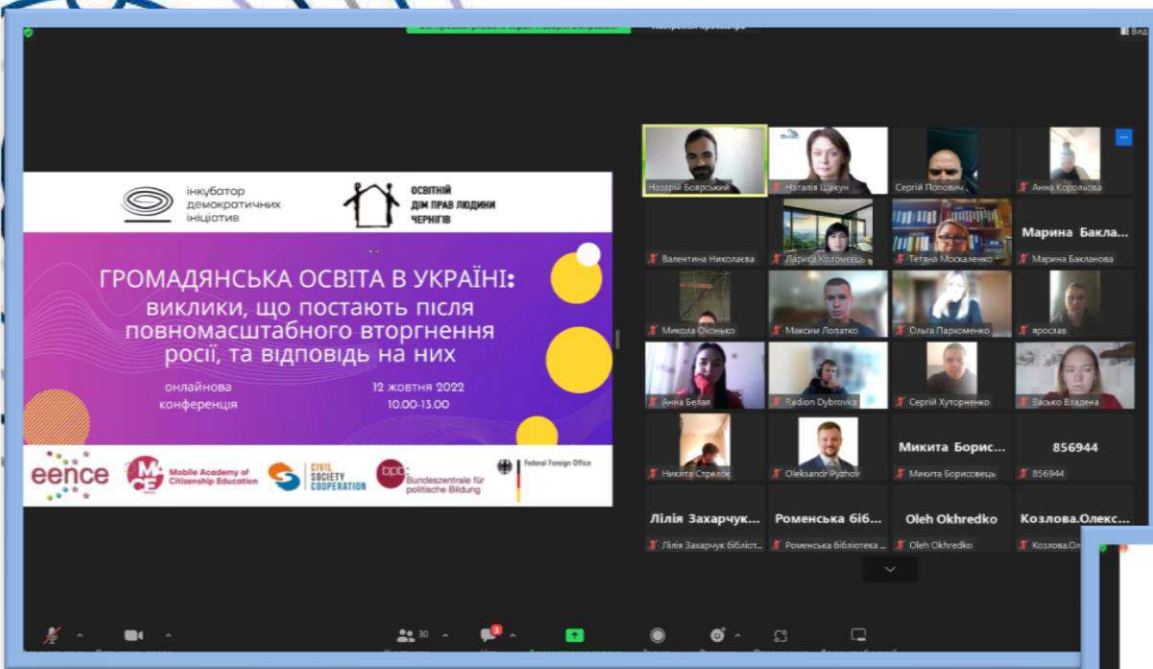 інкубатор
демократичних
ініціатив
ОСВІТНІЙ
ДІМ ПРАВ ЛЮДИНИ
ЧЕРНІГІВ
ГРОМАДЯНСЬКА ОСВІТА В УКРАЇНІ:
виклики, що постають після
повномасштабного вторгнення
росії, та відповідь на них
онлайнова
конференція
12 жовтня 2022
10.00-13.00
eence
MACE
Mobile Academy of
Citizenship Education
CIVIL
SOCIETY
COOPERATION
bpb:
Bundeszentrale für
politische Bildung
Federal Foreign Office
Вид
Назарій Боярський
Наталія Шакун
Сергій Попович
Анна Корольова
Валентина Николаєва
Лариса Коломієць
Тетяна Москаленко
Марина Бакла...
Марина Бакланова
Микола Оконько
Максим Лопатко
Ольга Пархоменко
ярослав
Анна Белая
Radion Dybrovka
Сергій Хуторненко
Васько Владена
Никита Стрелок
Oleksandr Pyzhov
Микита Борис...
Микита Борисовець
856944
856944
Лілія Захарчук...
Лілія Захарчук бібліот...
Роменська біб...
Роменська бібліотека ...
Oleh Okhredko
Oleh Okhredko
Козлова.Олекс...
Козлова.Ол
30
3